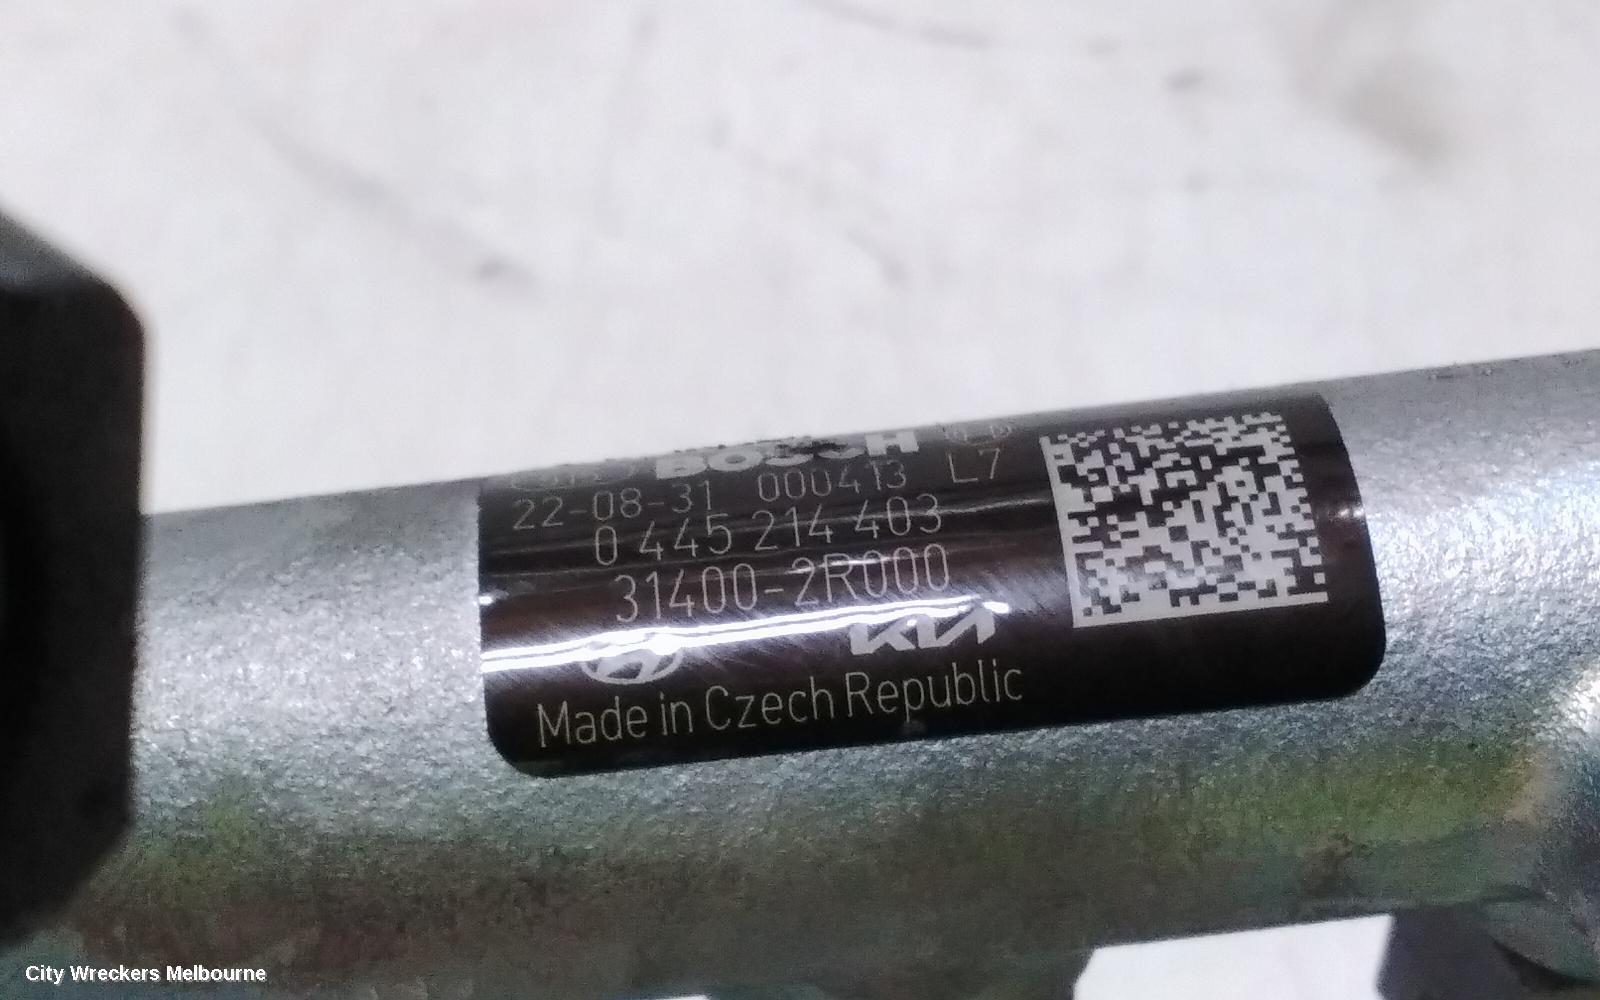 BOSCH
22-08-31 000413 L7
0 445 214 403
31400-2R000
KIA
Made in Czech Republic
City Wreckers Melbourne